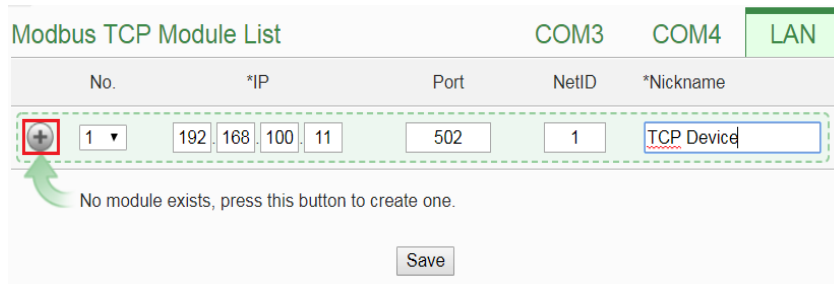 Modbus TCP Module List COM3 COM4 LAN
No. *IP Port NetID *Nickname
1 192 . 168 . 100 . 11 502 1 TCP Device
No module exists, press this button to create one.
Save